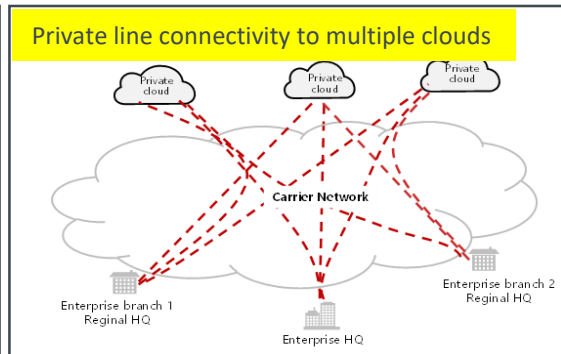 Private line connectivity to multiple clouds
Private
cloud
Private
cloud
Private
cloud
Carrier Network
Enterprise branch 1
Reginal HQ
Enterprise HQ
Enterprise branch 2
Reginal HQ